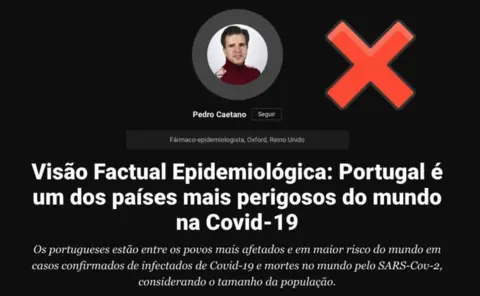 Pedro Caetano Seguir
Fármaco-epidemiologista, Oxford, Reino Unido
Visão Factual Epidemiológica: Portugal é
um dos países mais perigosos do mundo
na Covid-19
Os portugueses estão entre os povos mais afetados e em maior risco do mundo em
casos confirmados de infectados de Covid-19 e mortes no mundo pelo SARS-Cov-2,
considerando o tamanho da população.